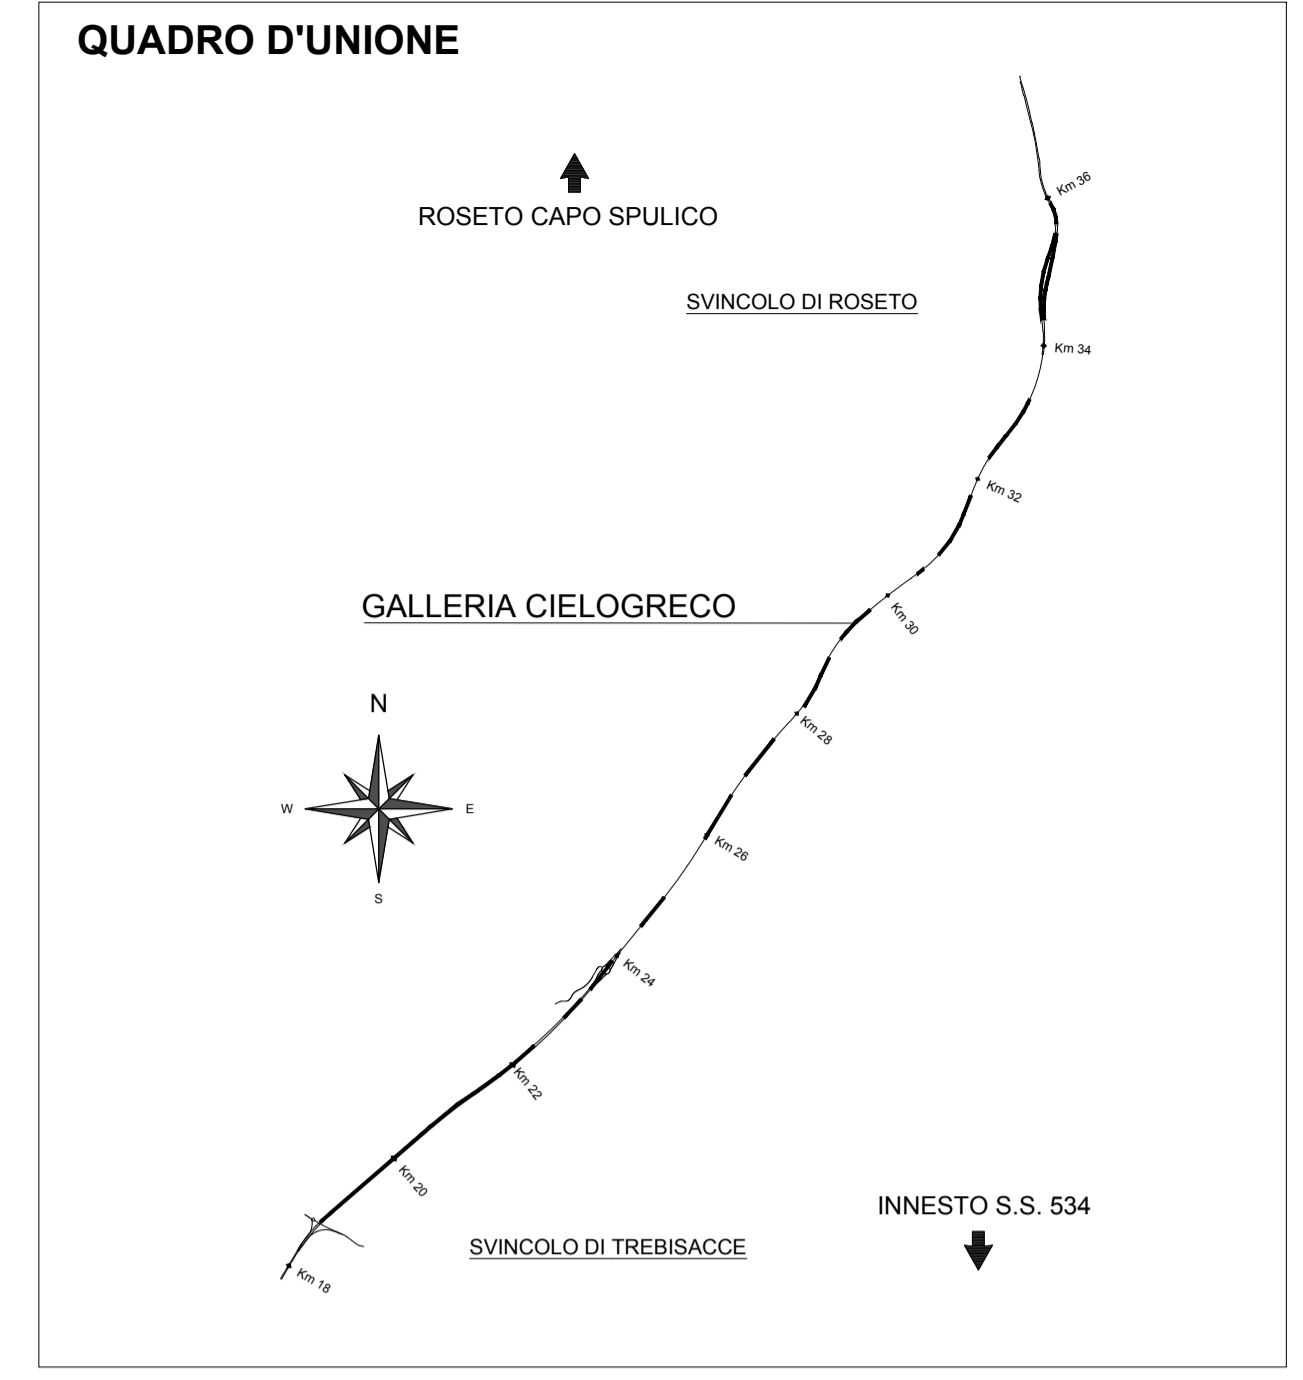 QUADRO D'UNIONE
Km 36
ROSETO CAPO SPULICO
SVINCOLO DI ROSETO
Km 34
Km 32
GALLERIA CIELOGRECO
Km 30
N
Km 28
W
E
Km 26
S
Km 24
Km 22
Km 20
INNESTO S.S. 534
SVINCOLO DI TREBISACCE
Km 18